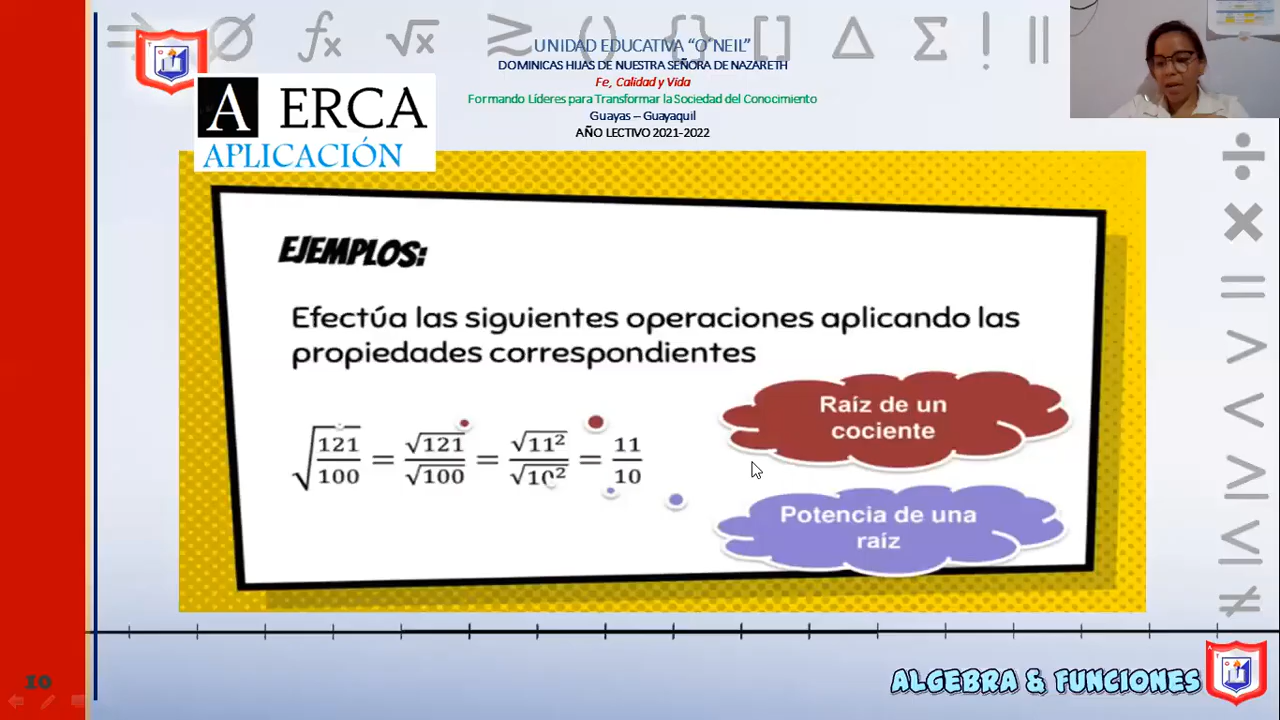 UNIDAD EDUCATIVA “O´NEIL”
DOMINICAS HIJAS DE NUESTRA SEÑORA DE NAZARETH
Fe, Calidad y Vida
Formando Líderes para Transformar la Sociedad del Conocimiento
Guayas – Guayaquil
AÑO LECTIVO 2021-2022
A ERCA
APLICACIÓN
EJEMPLOS:
Efectúa las siguientes operaciones aplicando las
propiedades correspondientes
√(121/100) = √121/√100 = √11²/√10² = 11/10
Raíz de un
cociente
Potencia de una
raíz
10
ALGEBRA & FUNCIONES